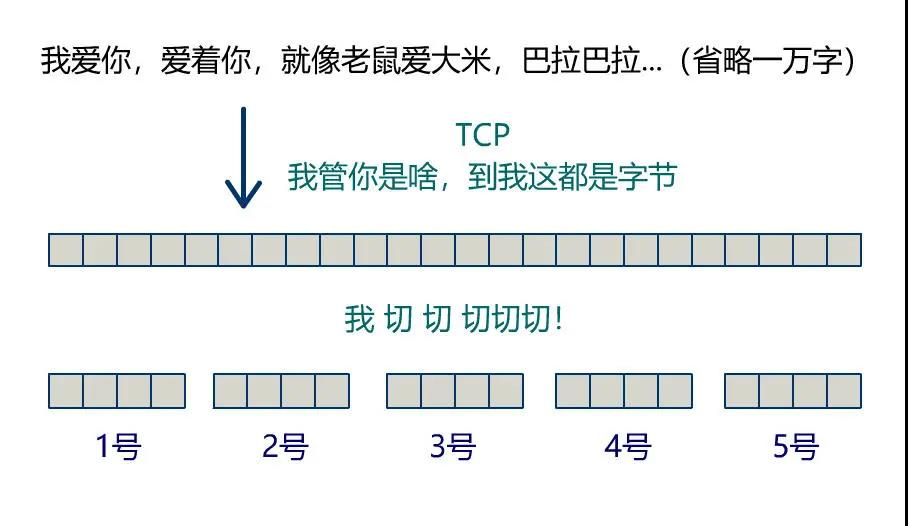 我爱你，爱着你，就像老鼠爱大米，巴拉巴拉...（省略一万字）
TCP
我管你是啥，到我这都是字节
我 切 切 切切切！
1号 2号 3号 4号 5号